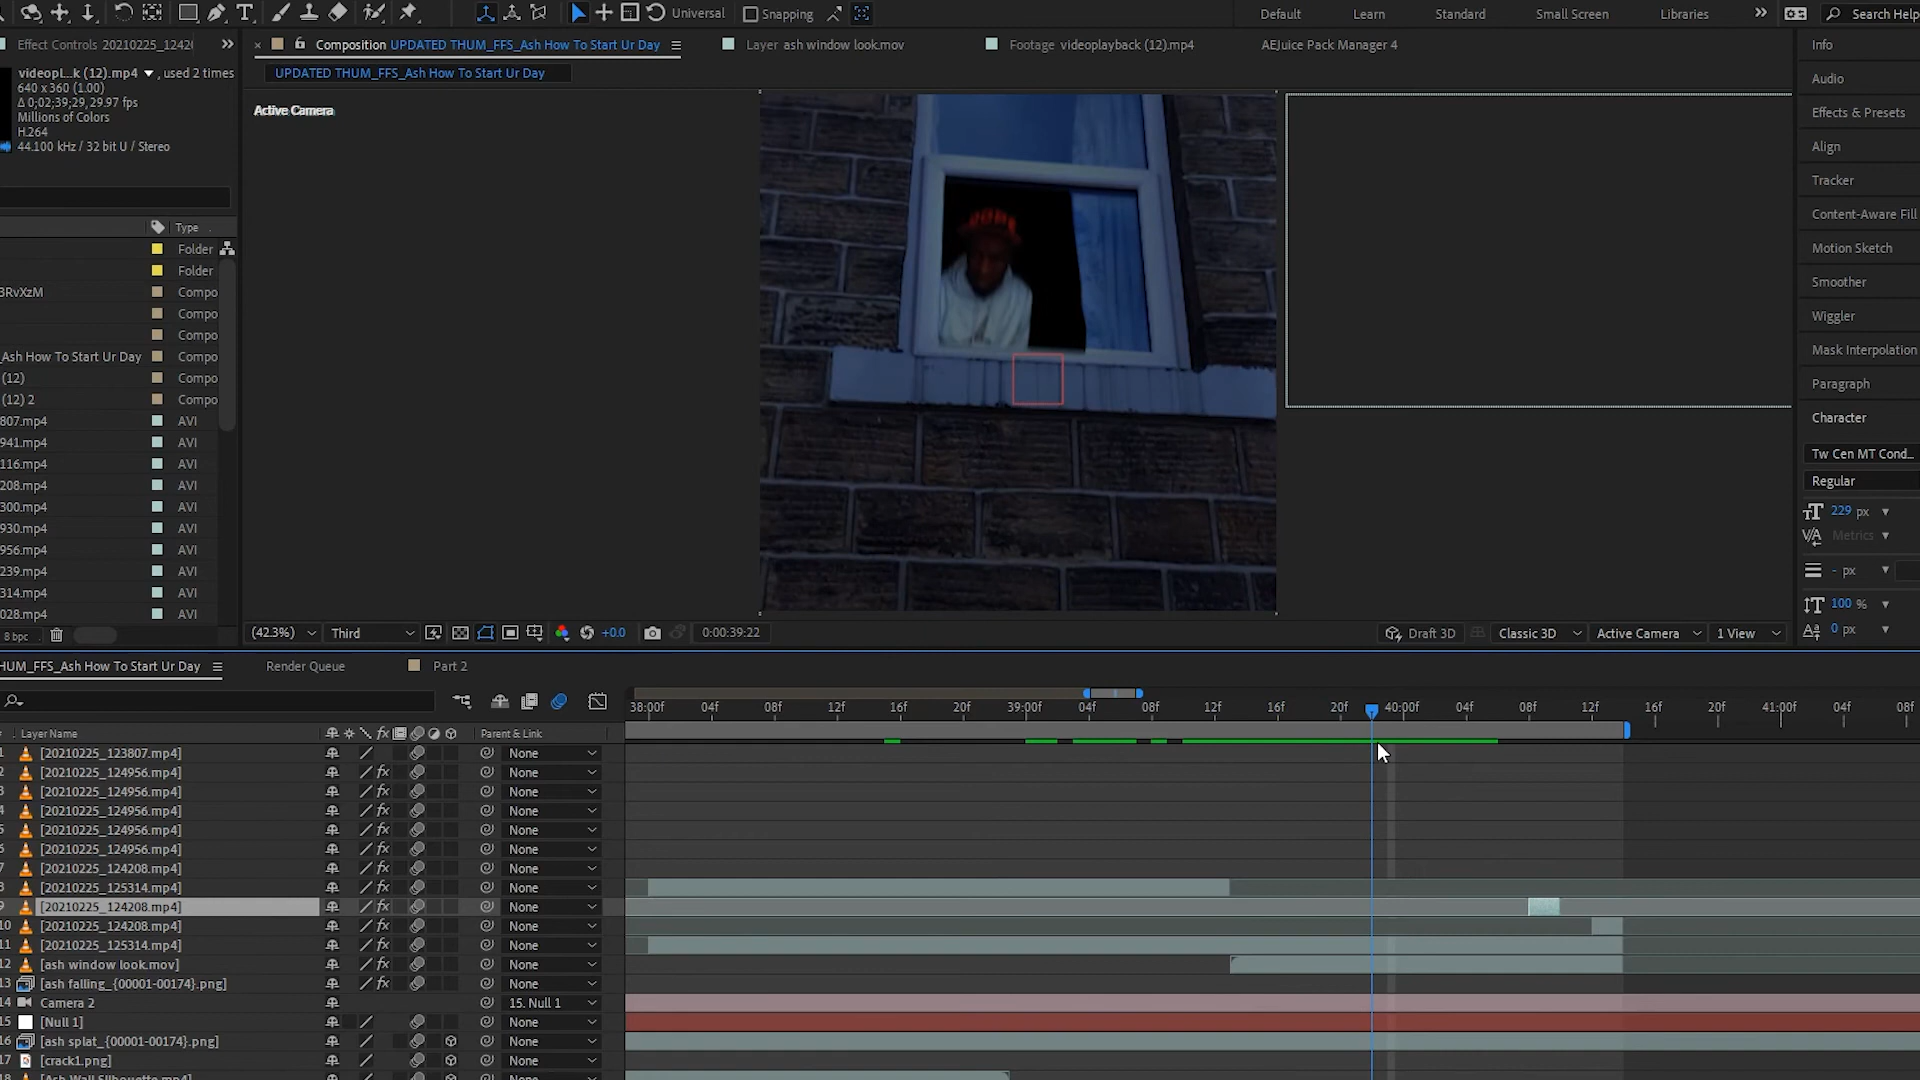 Universal
Snapping
Default
Learn
Standard
Small Screen
Libraries
Search Help
Effect Controls 20210225_1242
Composition UPDATED THUM_FFS_Ash How To Start Ur Day
Layer ash window look.mov
Footage videoplayback (12).mp4
AEJuice Pack Manager 4
Info
videopl...k (12).mp4 , used 2 times
640 x 360 (1.00)
Δ 0;02;39;29, 29.97 fps
Millions of Colors
H.264
44.100 kHz / 32 bit U / Stereo
UPDATED THUM_FFS_Ash How To Start Ur Day
Active Camera
Audio
Effects & Presets
Align
Tracker
Content-Aware Fill
Motion Sketch
Smoother
Wiggler
Mask Interpolation
Paragraph
Character
Tw Cen MT Cond...
Regular
229 px
Metrics
- px
100 %
0 px
Type
Folder
Folder
3RvXzM Compo
Compo
Compo
_Ash How To Start Ur Day Compo
(12) Compo
(12) 2 Compo
807.mp4 AVI
941.mp4 AVI
116.mp4 AVI
208.mp4 AVI
300.mp4 AVI
930.mp4 AVI
956.mp4 AVI
239.mp4 AVI
314.mp4 AVI
028.mp4 AVI
8 bpc
(42.3%)
Third
+0.0
0:00:39:22
Draft 3D
Classic 3D
Active Camera
1 View
HUM_FFS_Ash How To Start Ur Day
Render Queue
Part 2
38:00f 04f 08f 12f 16f 20f 39:00f 04f 08f 12f 16f 20f 40:00f 04f 08f 12f 16f 20f 41:00f 04f 08f
Layer Name
Parent & Link
1 [20210225_123807.mp4] None
2 [20210225_124956.mp4] None
3 [20210225_124956.mp4] None
4 [20210225_124956.mp4] None
5 [20210225_124956.mp4] None
6 [20210225_124956.mp4] None
7 [20210225_124208.mp4] None
8 [20210225_125314.mp4] None
9 [20210225_124208.mp4] None
10 [20210225_124208.mp4] None
11 [20210225_125314.mp4] None
12 [ash window look.mov] None
13 [ash falling_{00001-00174}.png] None
14 Camera 2 15. Null 1
15 [Null 1] None
16 [ash splat_{00001-00174}.png] None
17 [crack1.png] None
18 Ash Wall Silhouette.mp4]